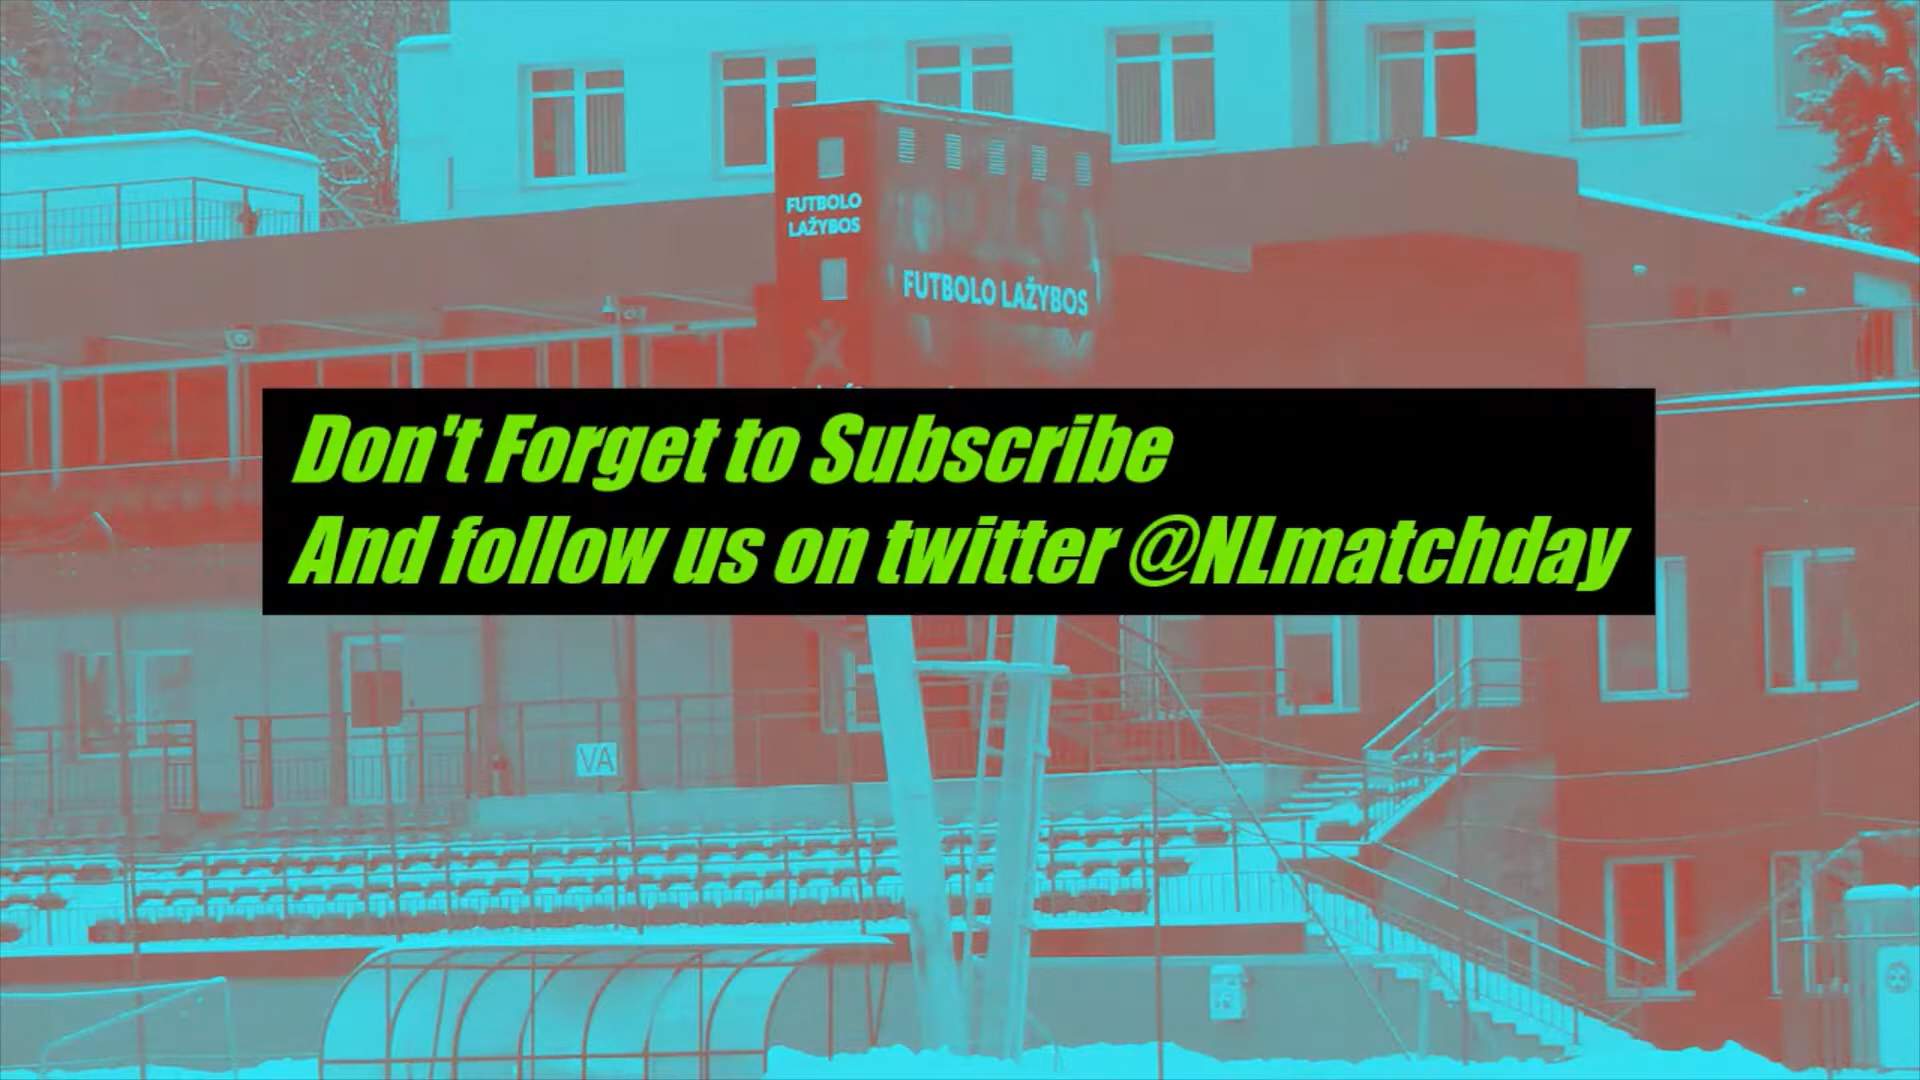 FUTBOLO
LAŽYBOS
FUTBOLO LAŽYBOS
Don't Forget to Subscribe
And follow us on twitter @NLmatchday
VA